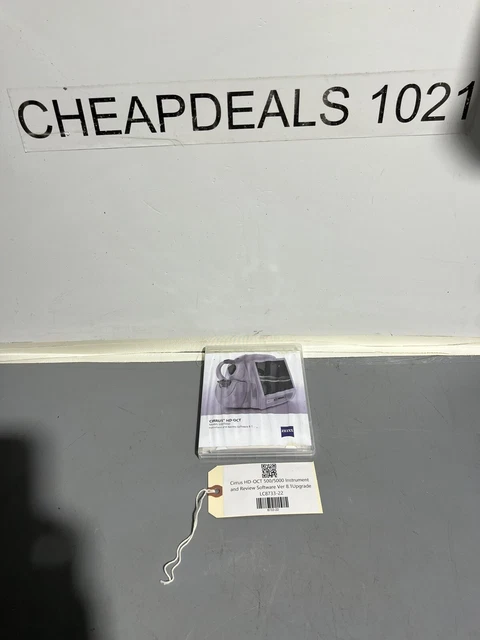 CHEAPDEALS 1021
CIRRUS HD-OCT
ZEISS
Cirrus HD-OCT 500/5000 Instrument
and Review Software Ver 8.1Upgrade
LC8733-22